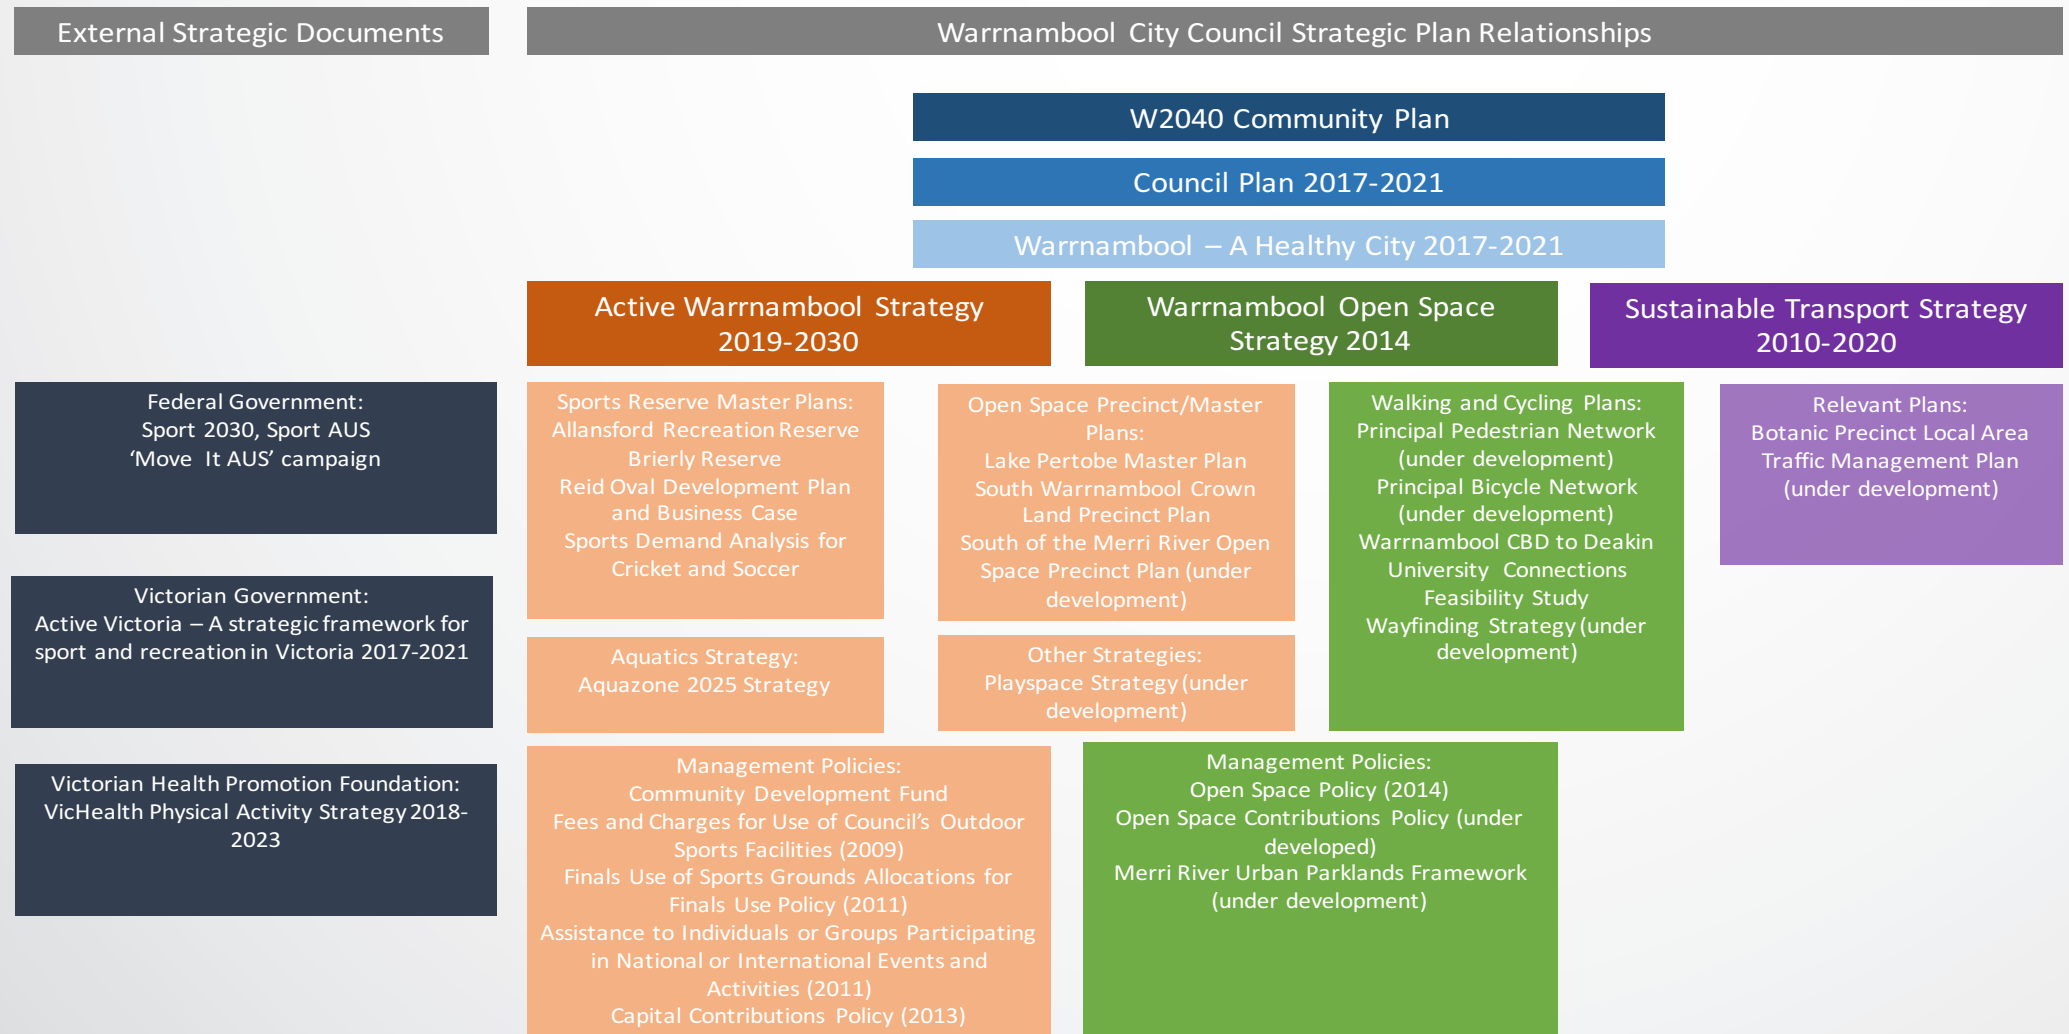 External Strategic Documents
Warrnambool City Council Strategic Plan Relationships
W2040 Community Plan
Council Plan 2017-2021
Warrnambool – A Healthy City 2017-2021
Active Warrnambool Strategy
2019-2030
Warrnambool Open Space
Strategy 2014
Sustainable Transport Strategy
2010-2020
Federal Government:
Sport 2030, Sport AUS
‘Move It AUS’ campaign
Victorian Government:
Active Victoria – A strategic framework for
sport and recreation in Victoria 2017-2021
Victorian Health Promotion Foundation:
VicHealth Physical Activity Strategy 2018-
2023
Sports Reserve Master Plans:
Allansford Recreation Reserve
Brierly Reserve
Reid Oval Development Plan
and Business Case
Sports Demand Analysis for
Cricket and Soccer
Aquatics Strategy:
Aquazone 2025 Strategy
Open Space Precinct/Master
Plans:
Lake Pertobe Master Plan
South Warrnambool Crown
Land Precinct Plan
South of the Merri River Open
Space Precinct Plan (under
development)
Other Strategies:
Playspace Strategy (under
development)
Walking and Cycling Plans:
Principal Pedestrian Network
(under development)
Principal Bicycle Network
(under development)
Warrnambool CBD to Deakin
University Connections
Feasibility Study
Wayfinding Strategy (under
development)
Relevant Plans:
Botanic Precinct Local Area
Traffic Management Plan
(under development)
Management Policies:
Community Development Fund
Fees and Charges for Use of Council’s Outdoor
Sports Facilities (2009)
Finals Use of Sports Grounds Allocations for
Finals Use Policy (2011)
Assistance to Individuals or Groups Participating
in National or International Events and
Activities (2011)
Capital Contributions Policy (2013)
Management Policies:
Open Space Policy (2014)
Open Space Contributions Policy (under
developed)
Merri River Urban Parklands Framework
(under development)